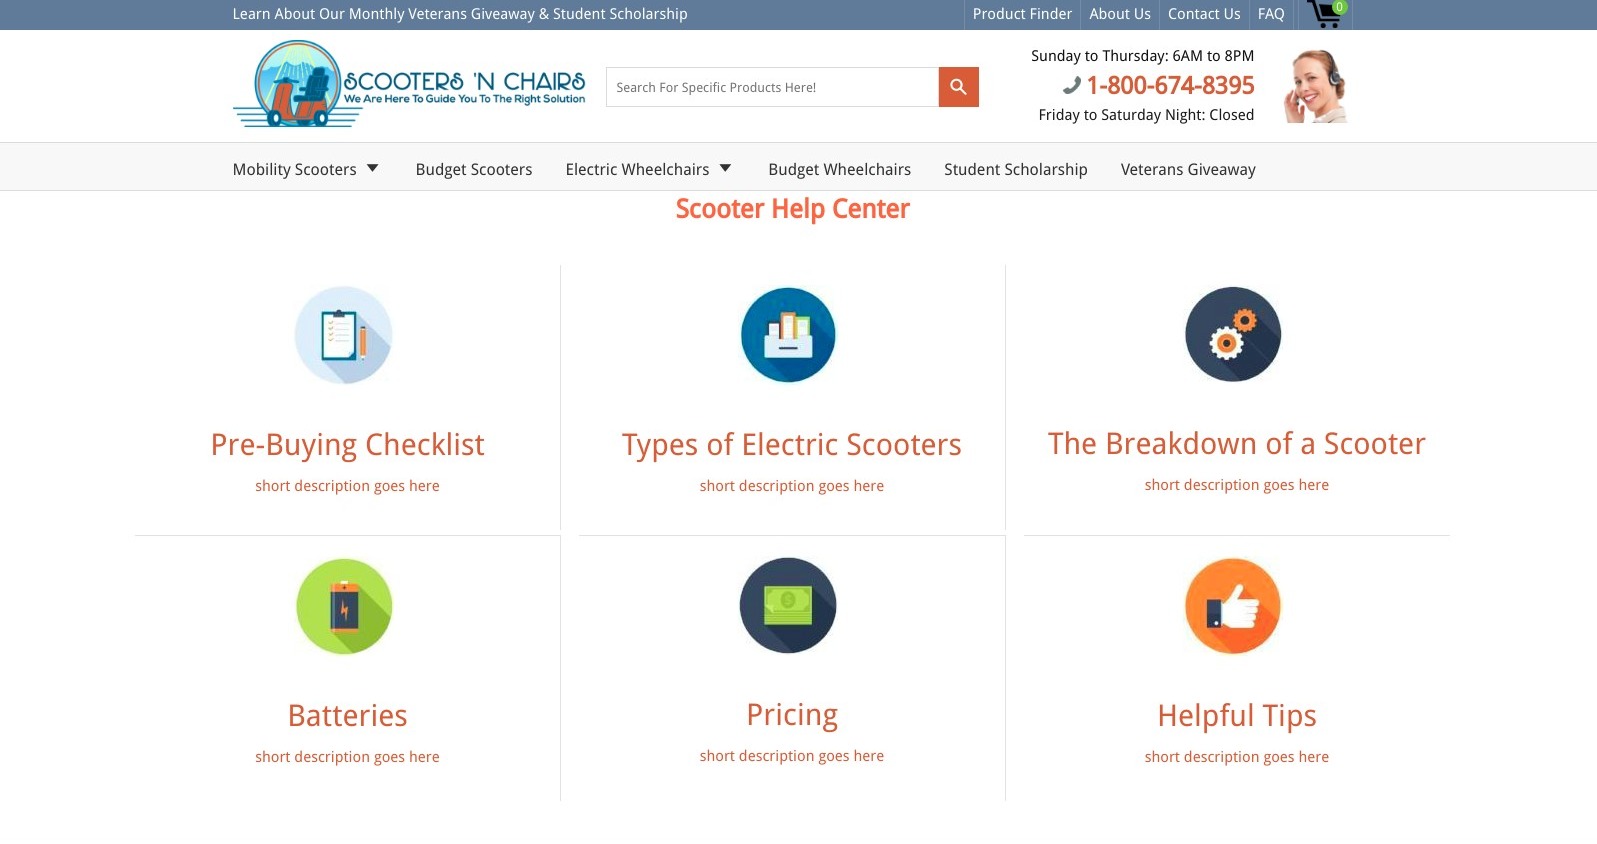 Learn About Our Monthly Veterans Giveaway & Student Scholarship
Product Finder
About Us
Contact Us
FAQ
0
SCOOTERS 'N CHAIRS
We Are Here To Guide You To The Right Solution
Search For Specific Products Here!
Sunday to Thursday: 6AM to 8PM
1-800-674-8395
Friday to Saturday Night: Closed
Mobility Scooters
Budget Scooters
Electric Wheelchairs
Budget Wheelchairs
Student Scholarship
Veterans Giveaway
Scooter Help Center
Pre-Buying Checklist
short description goes here
Types of Electric Scooters
short description goes here
The Breakdown of a Scooter
short description goes here
Batteries
short description goes here
Pricing
short description goes here
Helpful Tips
short description goes here